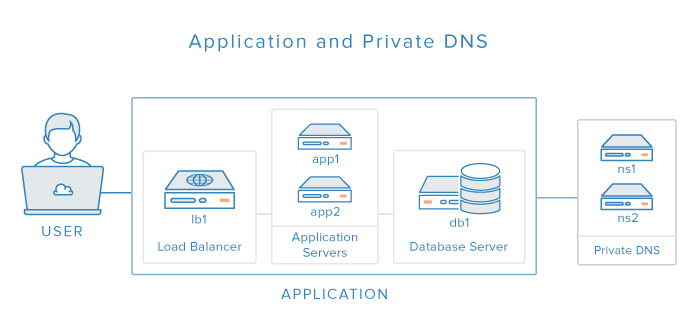 Application and Private DNS
USER
lb1
Load Balancer
app1
app2
Application
Servers
db1
Database Server
APPLICATION
ns1
ns2
Private DNS